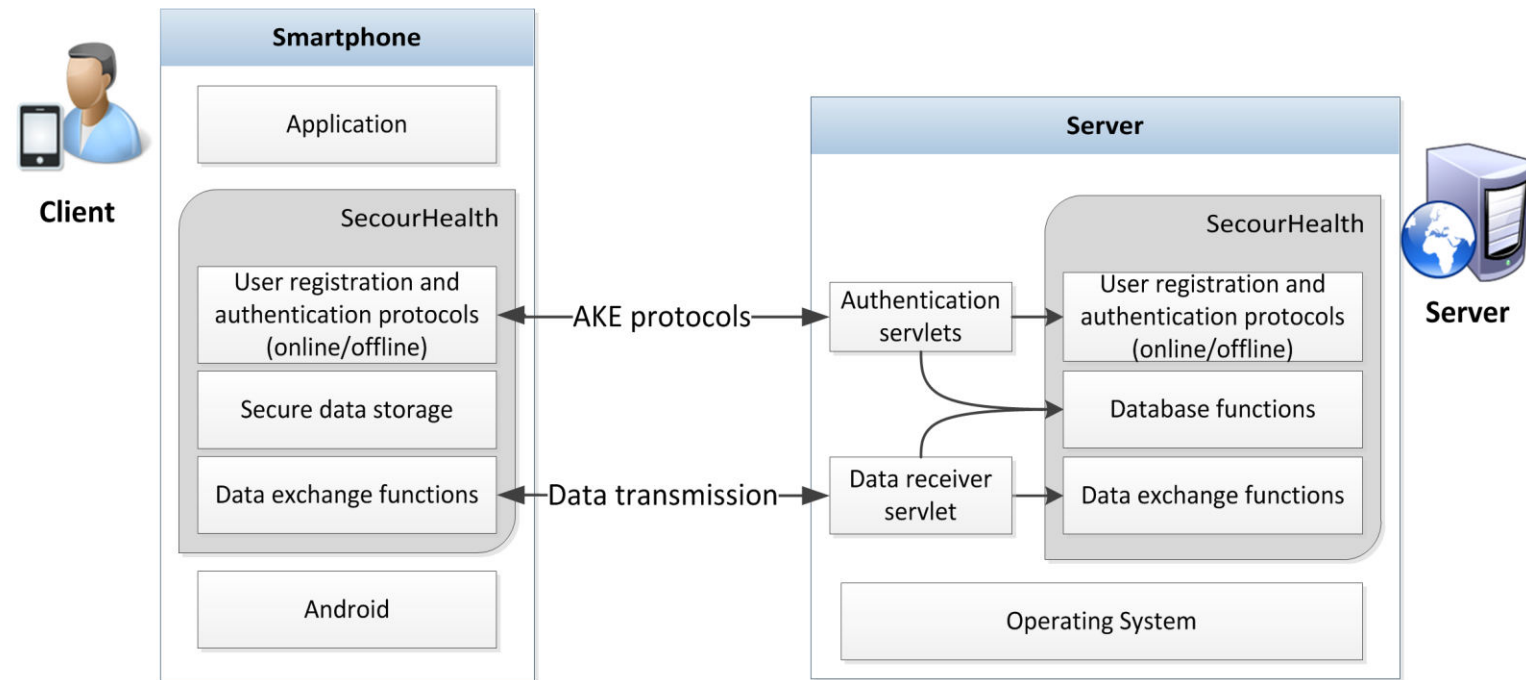 Client
Smartphone
Application
SecourHealth
User registration and
authentication protocols
(online/offline)
Secure data storage
Data exchange functions
Android
AKE protocols
Data transmission
Server
Authentication
servlets
Data receiver
servlet
SecourHealth
User registration and
authentication protocols
(online/offline)
Database functions
Data exchange functions
Operating System
Server